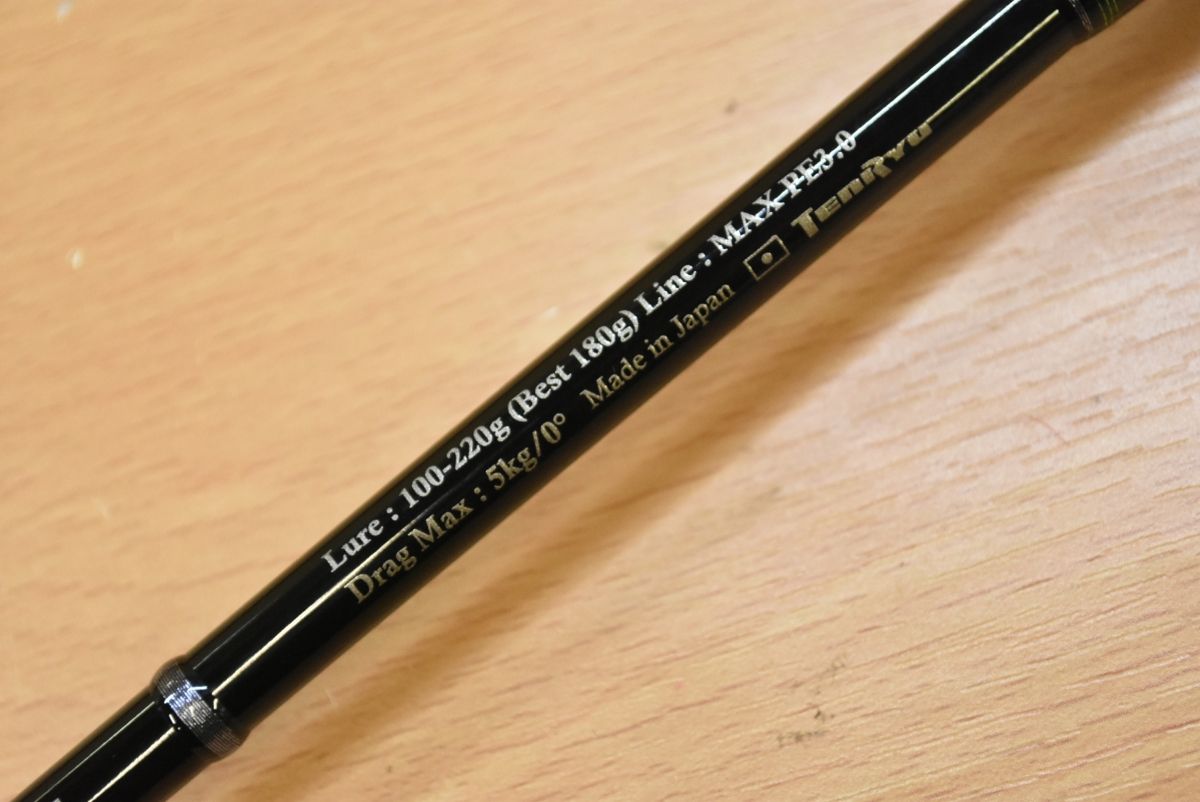 Lure : 100-220g (Best 180g) Line : MAX PE3.0
Drag Max : 5kg/0° Made in Japan TenRyu